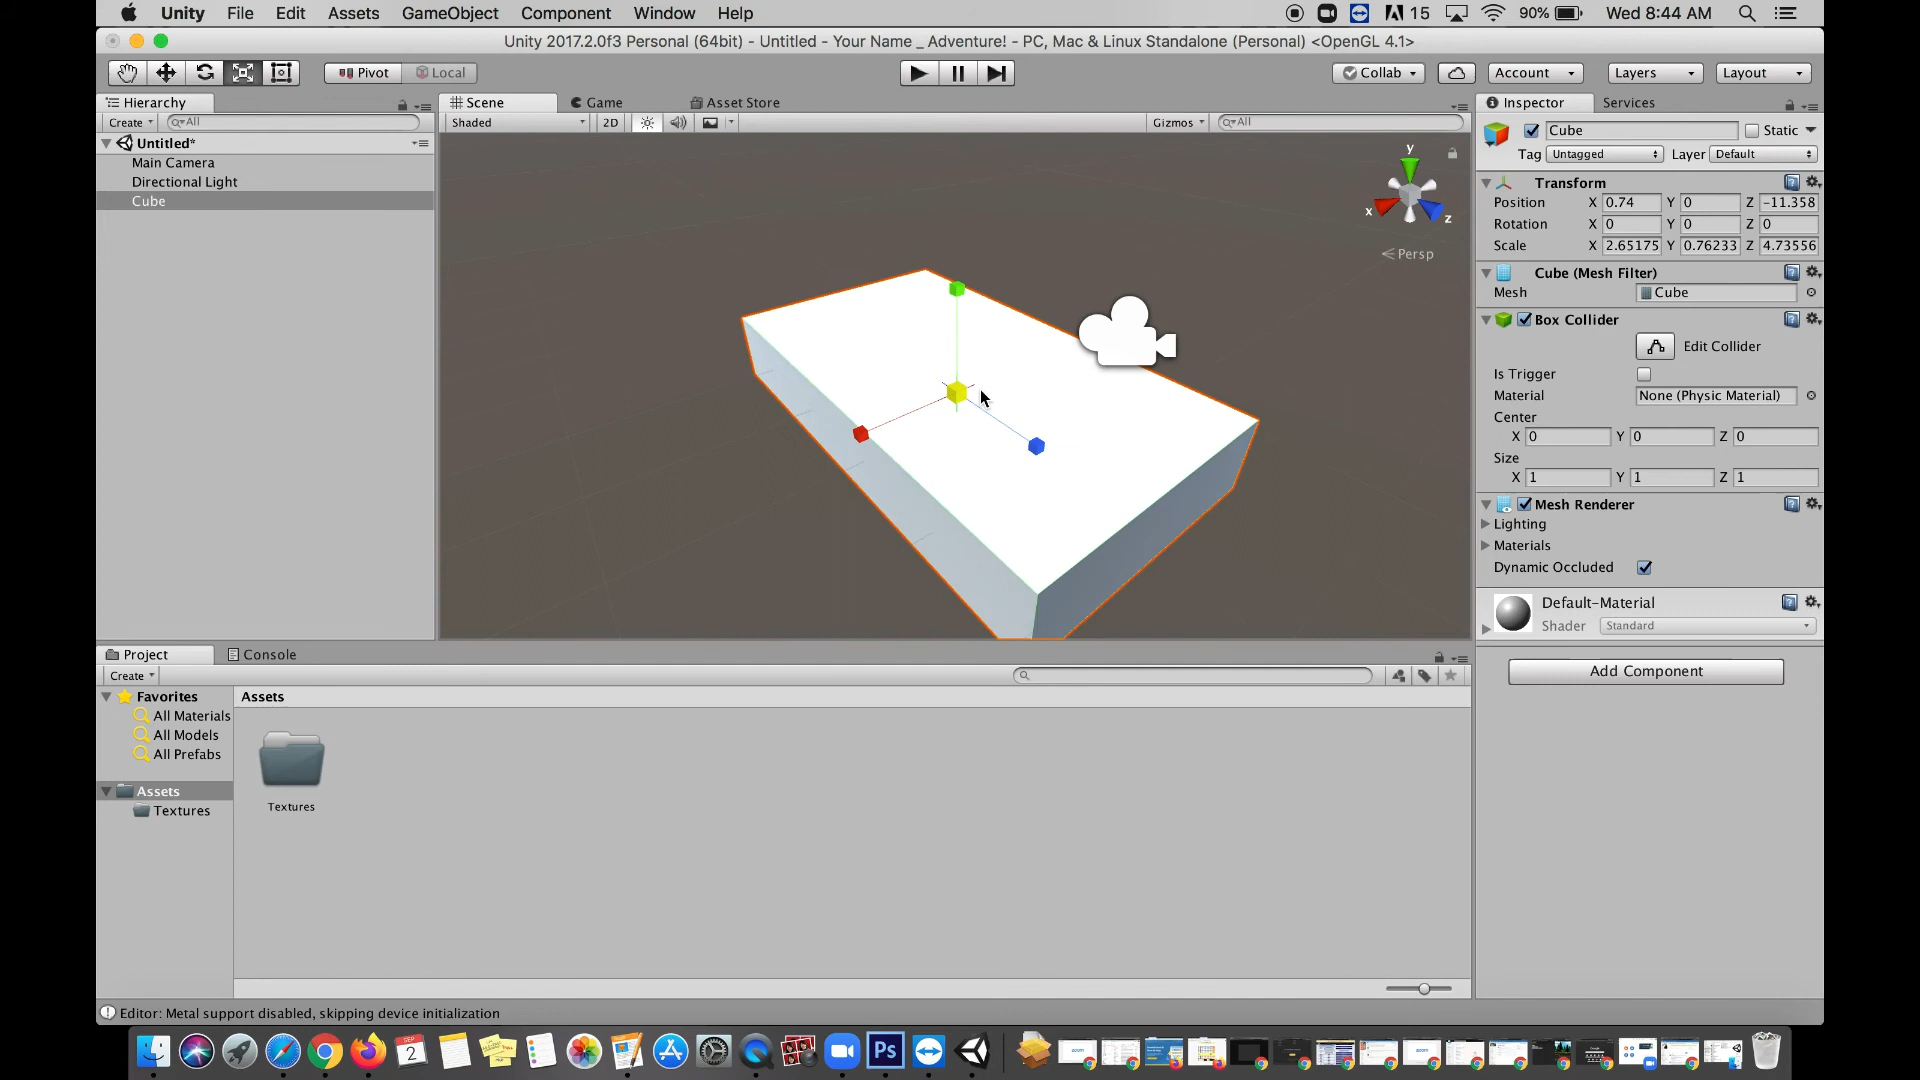 Unity File Edit Assets GameObject Component Window Help 15 90% Wed 8:44 AM
Unity 2017.2.0f3 Personal (64bit) - Untitled - Your Name _ Adventure! - PC, Mac & Linux Standalone (Personal) <OpenGL 4.1>
Pivot Local Collab Account Layers Layout
Hierarchy Scene Game Asset Store Inspector Services
Create All Shaded 2D Gizmos All
Untitled*
Main Camera
Directional Light
Cube
y
x
z
Persp
Cube Static
Tag Untagged Layer Default
Transform
Position X 0.74 Y 0 Z -11.358
Rotation X 0 Y 0 Z 0
Scale X 2.65175 Y 0.76233 Z 4.73556
Cube (Mesh Filter)
Mesh Cube
Box Collider
Edit Collider
Is Trigger
Material None (Physic Material)
Center
X 0 Y 0 Z 0
Size
X 1 Y 1 Z 1
Mesh Renderer
Lighting
Materials
Dynamic Occluded
Default-Material
Shader Standard
Add Component
Project Console
Create
Favorites
All Materials
All Models
All Prefabs
Assets
Textures
Assets
Textures
Editor: Metal support disabled, skipping device initialization
SEP
2
Ps